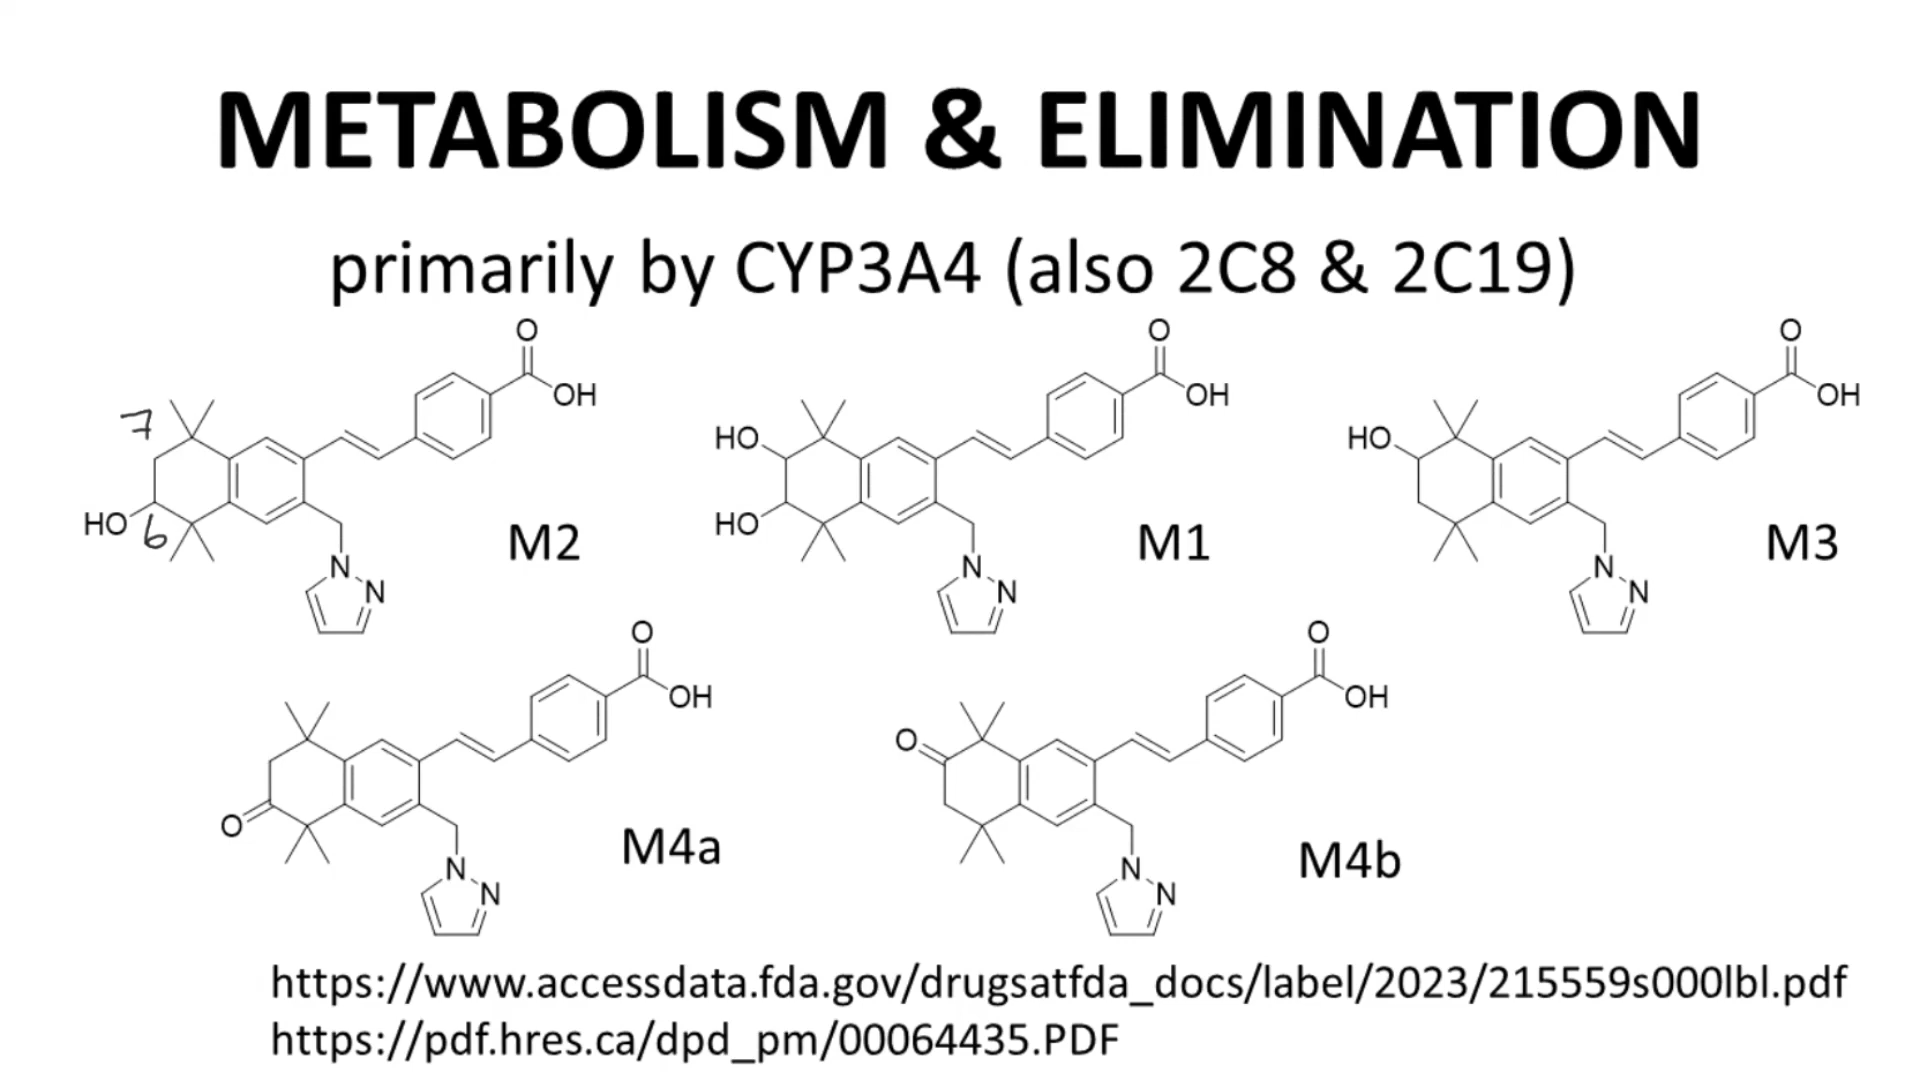 METABOLISM & ELIMINATION
primarily by CYP3A4 (also 2C8 & 2C19)
O
OH
7
HO
6
N
N
M2
O
OH
HO
HO
N
N
M1
O
OH
HO
N
N
M3
O
OH
O
N
N
M4a
O
OH
O
N
N
M4b
https://www.accessdata.fda.gov/drugsatfda_docs/label/2023/215559s000lbl.pdf
https://pdf.hres.ca/dpd_pm/00064435.PDF